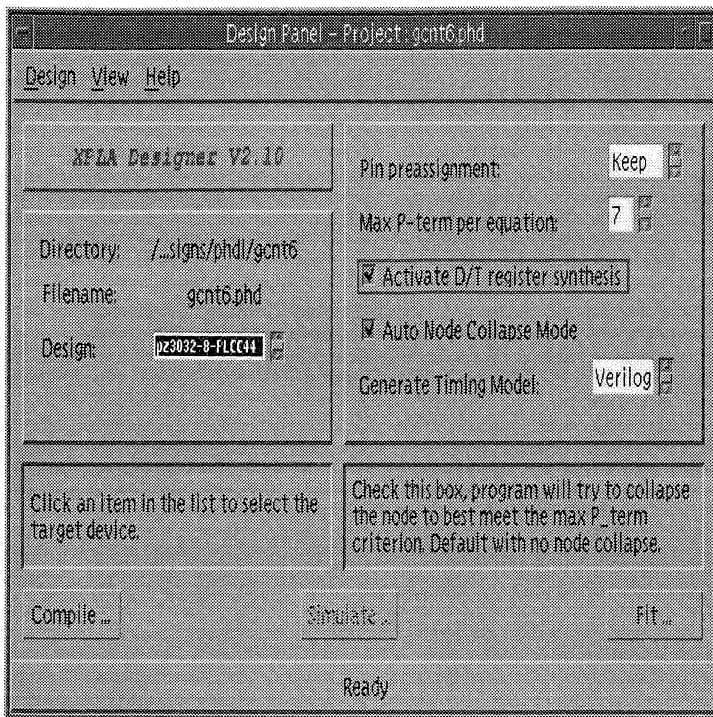 Design Panel - Project: gcnt6.phd
Design View Help
XPLA Designer V2.10
Directory: /...signs/phdl/gcnt6
Filename: gcnt6.phd
Design: pz3032-8-PLCC44
Pin preassignment: Keep
Max P-term per equation: 7
Activate D/T register synthesis
Auto Node Collapse Mode
Generate Timing Model: Verilog
Click an item in the list to select the
target device.
Check this box, program will try to collapse
the node to best meet the max P_term
criterion. Default with no node collapse.
Compile ... Simulate ... Fit ...
Ready